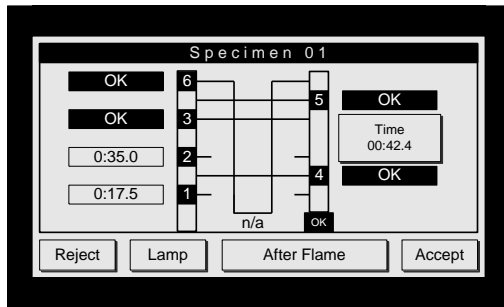 Specimen 01
OK 6
5 OK
OK 3
Time
00:42.4
0:35.0 2
4 OK
0:17.5 1
n/a OK
Reject Lamp After Flame Accept